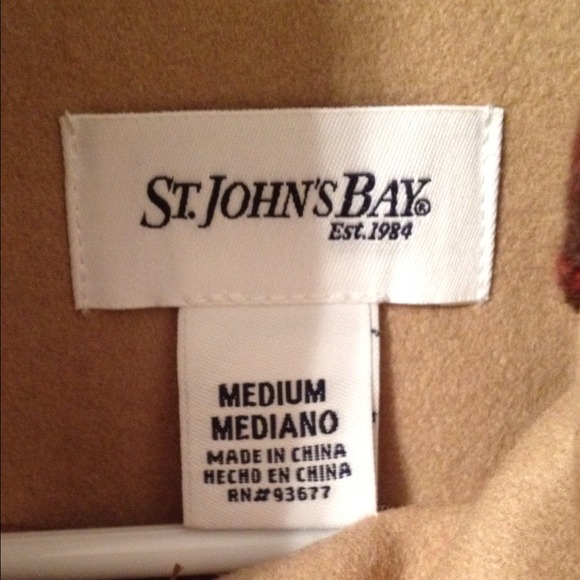 ST. JOHN'S BAY®
EST. 1984
MEDIUM
MEDIANO
MADE IN CHINA
HECHO EN CHINA
RN#93677